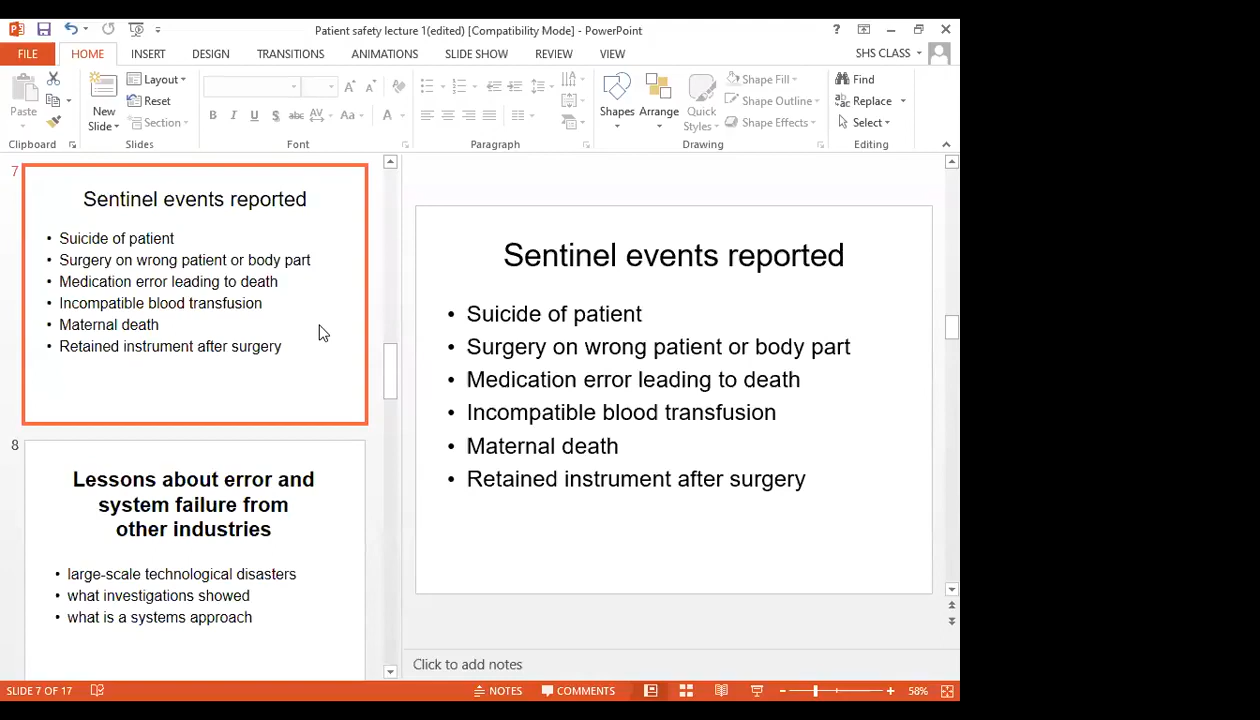 Patient safety lecture 1(edited) [Compatibility Mode] - PowerPoint
?
FILE HOME INSERT DESIGN TRANSITIONS ANIMATIONS SLIDE SHOW REVIEW VIEW SHS CLASS
Paste
Clipboard
New Slide
Layout
Reset
Section
Slides
B I U S abc AV Aa A
Font
Paragraph
Shapes
Arrange
Quick Styles
Shape Fill
Shape Outline
Shape Effects
Drawing
Find
Replace
Select
Editing
7
Sentinel events reported
• Suicide of patient
• Surgery on wrong patient or body part
• Medication error leading to death
• Incompatible blood transfusion
• Maternal death
• Retained instrument after surgery
8
Lessons about error and
system failure from
other industries
• large-scale technological disasters
• what investigations showed
• what is a systems approach
Sentinel events reported
• Suicide of patient
• Surgery on wrong patient or body part
• Medication error leading to death
• Incompatible blood transfusion
• Maternal death
• Retained instrument after surgery
Click to add notes
SLIDE 7 OF 17 NOTES COMMENTS 58%